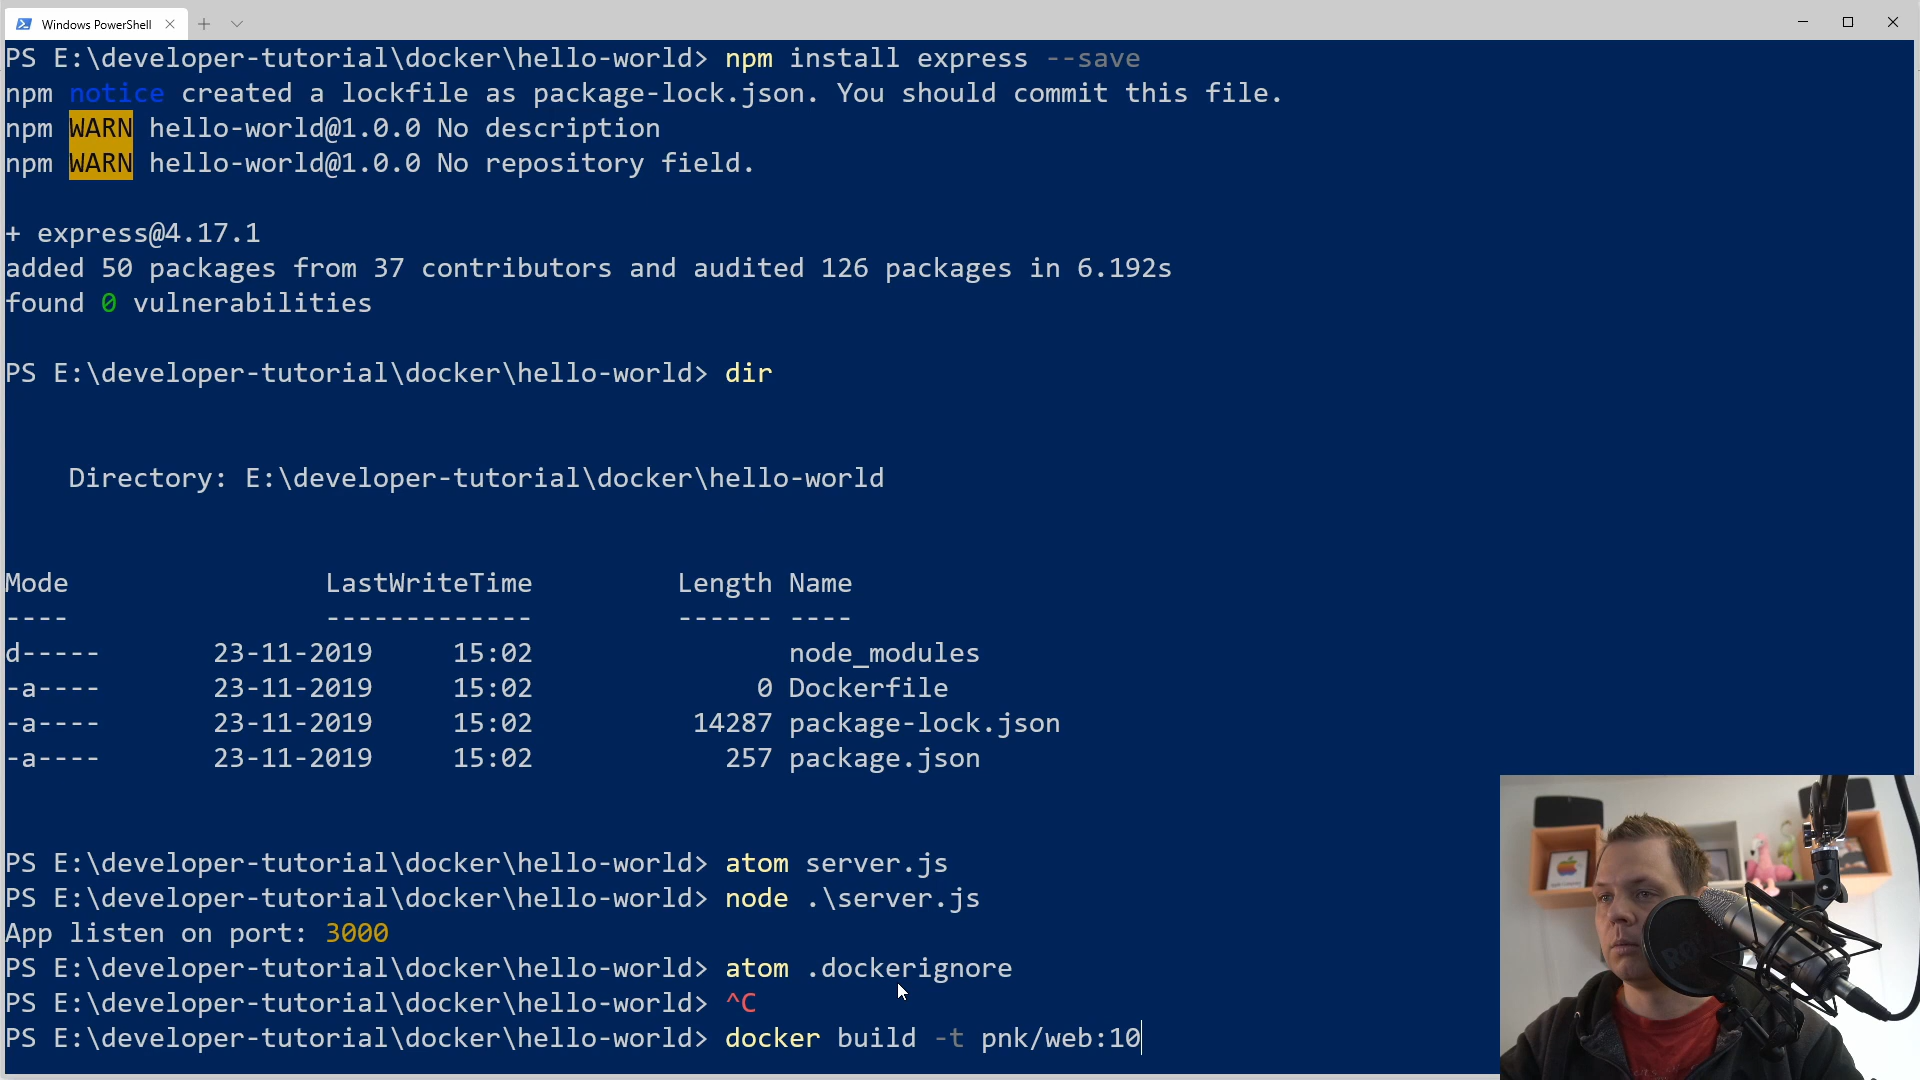 Windows PowerShell
PS E:\developer-tutorial\docker\hello-world> npm install express --save
npm notice created a lockfile as package-lock.json. You should commit this file.
npm WARN hello-world@1.0.0 No description
npm WARN hello-world@1.0.0 No repository field.
+ express@4.17.1
added 50 packages from 37 contributors and audited 126 packages in 6.192s
found 0 vulnerabilities
PS E:\developer-tutorial\docker\hello-world> dir
Directory: E:\developer-tutorial\docker\hello-world
Mode LastWriteTime Length Name
---- ------------- ------ ----
d----- 23-11-2019 15:02 node_modules
-a---- 23-11-2019 15:02 0 Dockerfile
-a---- 23-11-2019 15:02 14287 package-lock.json
-a---- 23-11-2019 15:02 257 package.json
PS E:\developer-tutorial\docker\hello-world> atom server.js
PS E:\developer-tutorial\docker\hello-world> node .\server.js
App listen on port: 3000
PS E:\developer-tutorial\docker\hello-world> atom .dockerignore
PS E:\developer-tutorial\docker\hello-world> ^C
PS E:\developer-tutorial\docker\hello-world> docker build -t pnk/web:10